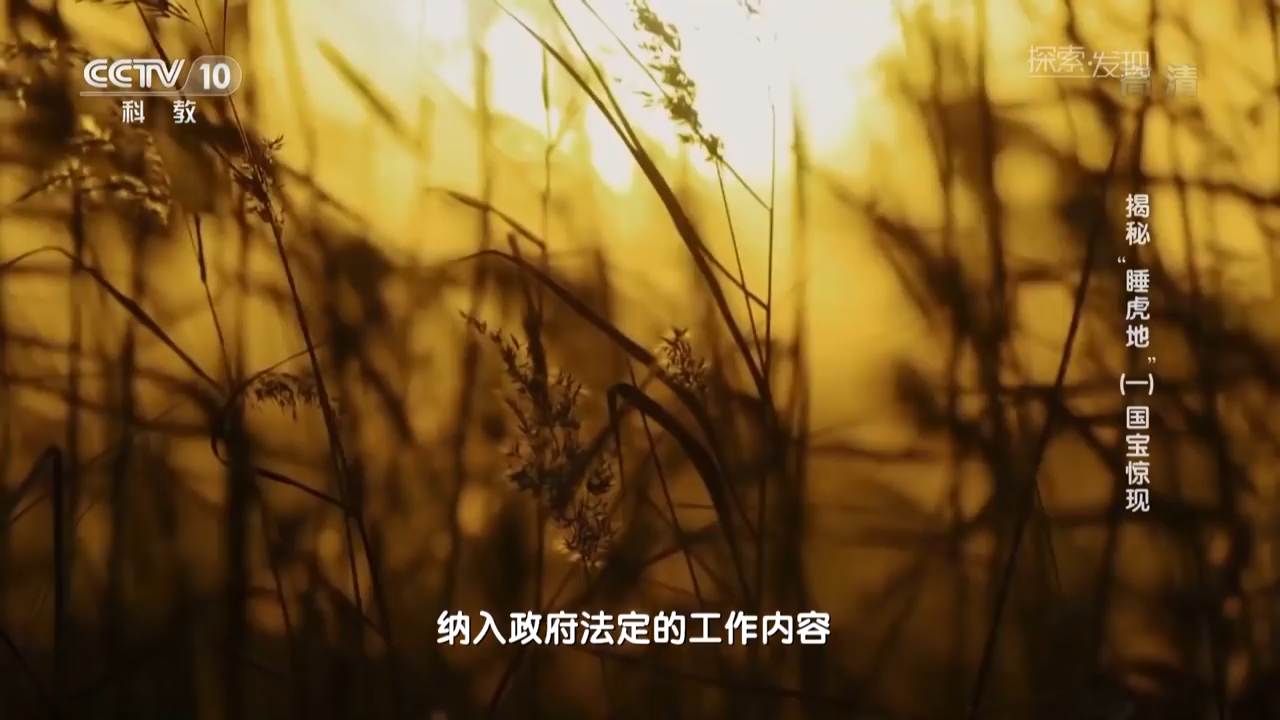 CCTV 10
科教
探索·发现
高清
揭秘“睡虎地”(一)国宝惊现
纳入政府法定的工作内容